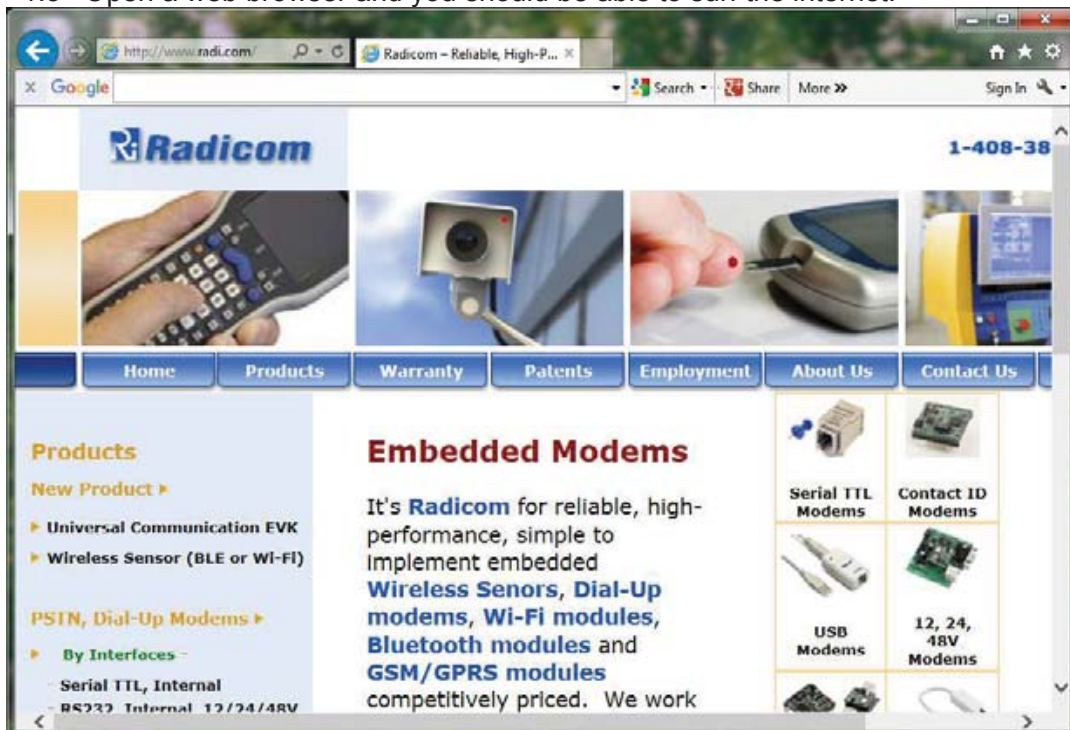 Open a web browser and you should be able to surf the internet.
http://www.radi.com/
Radicom – Reliable, High-P...
Google
Search
Share
More »
Sign In
Radicom
1-408-38
Home
Products
Warranty
Patents
Employment
About Us
Contact Us
Products
New Product
Universal Communication EVK
Wireless Sensor (BLE or Wi-Fi)
PSTN, Dial-Up Modems
By Interfaces -
Serial TTL, Internal
RS232, Internal, 12/24/48V
Embedded Modems
It's Radicom for reliable, high-
performance, simple to
implement embedded
Wireless Senors, Dial-Up
modems, Wi-Fi modules,
Bluetooth modules and
GSM/GPRS modules
competitively priced. We work
Serial TTL
Modems
Contact ID
Modems
USB
Modems
12, 24,
48V
Modems